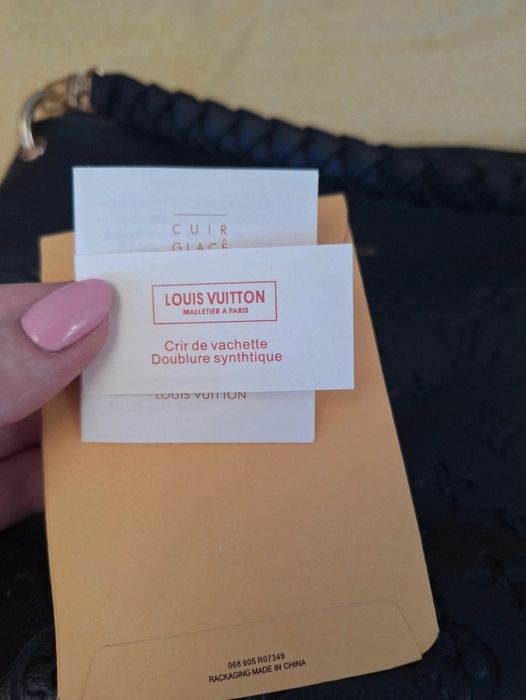 CUIR
GLACÉ
LOUIS VUITTON
MALLETIER A PARIS
Crir de vachette
Doublure synthtique
LOUIS VUITTON
068 905 R07349
RACKAGING MADE IN CHINA